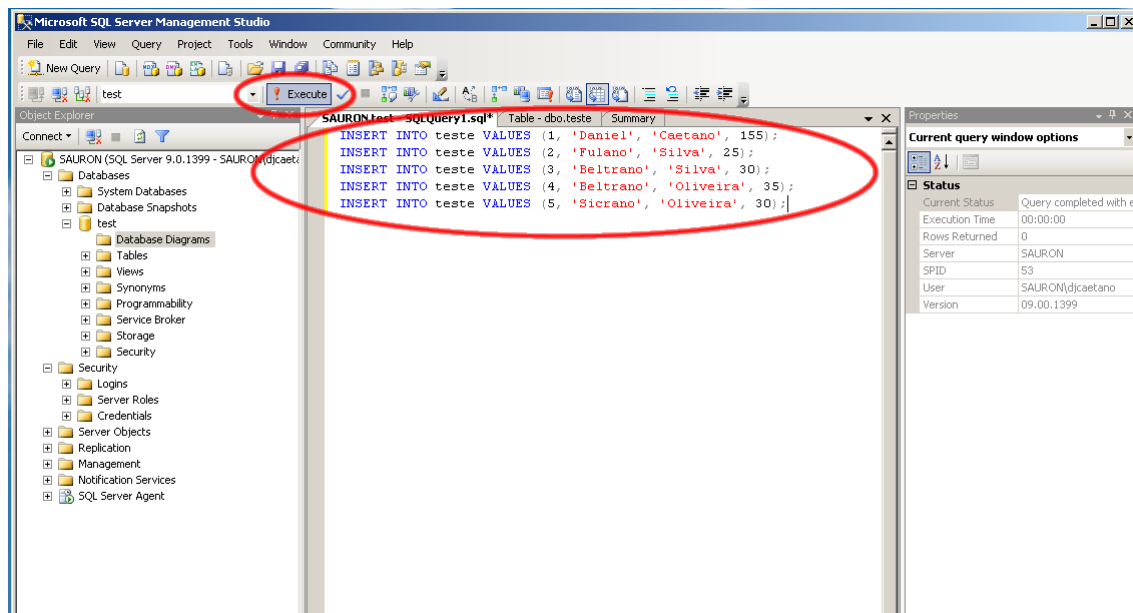 Microsoft SQL Server Management Studio
File Edit View Query Project Tools Window Community Help
New Query
test Execute
Object Explorer
Connect
SAURON (SQL Server 9.0.1399 - SAURON\djcaeta
Databases
System Databases
Database Snapshots
test
Database Diagrams
Tables
Views
Synonyms
Programmability
Service Broker
Storage
Security
Security
Logins
Server Roles
Credentials
Server Objects
Replication
Management
Notification Services
SQL Server Agent
SAURON.test - SQLQuery1.sql* Table - dbo.teste Summary
INSERT INTO teste VALUES (1, 'Daniel', 'Caetano', 155);
INSERT INTO teste VALUES (2, 'Fulano', 'Silva', 25);
INSERT INTO teste VALUES (3, 'Beltrano', 'Silva', 30);
INSERT INTO teste VALUES (4, 'Beltrano', 'Oliveira', 35);
INSERT INTO teste VALUES (5, 'Sicrano', 'Oliveira', 30);
Properties
Current query window options
Status
Current Status Query completed with e
Execution Time 00:00:00
Rows Returned 0
Server SAURON
SPID 53
User SAURON\djcaetano
Version 09.00.1399